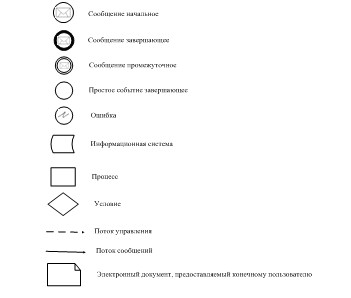 Сообщение начальное
Сообщение завершающее
Сообщение промежуточное
Простое событие завершающее
Ошибка
Информационная система
Процесс
Условие
Поток управления
Поток сообщений
Электронный документ, предоставляемый конечному пользователю